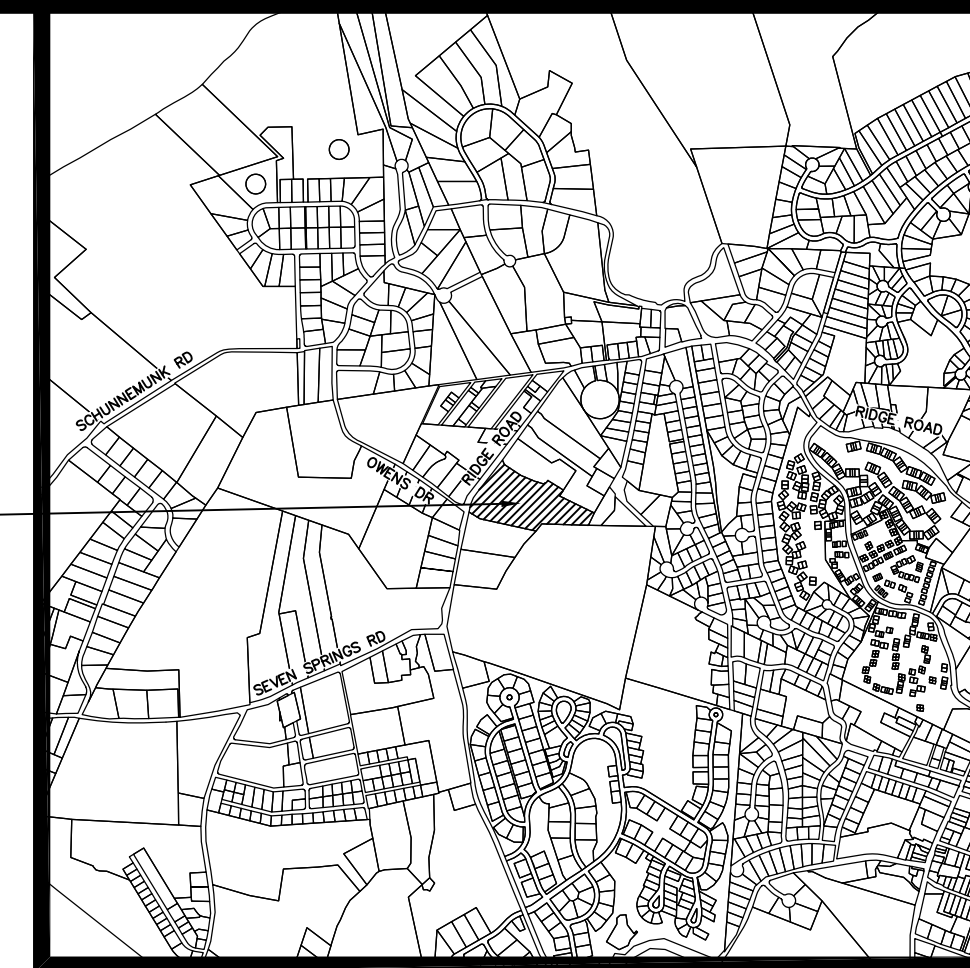 SCHUNNEMUNK RD
RIDGE ROAD
RIDGE ROAD
OWENS DR
SEVEN SPRINGS RD